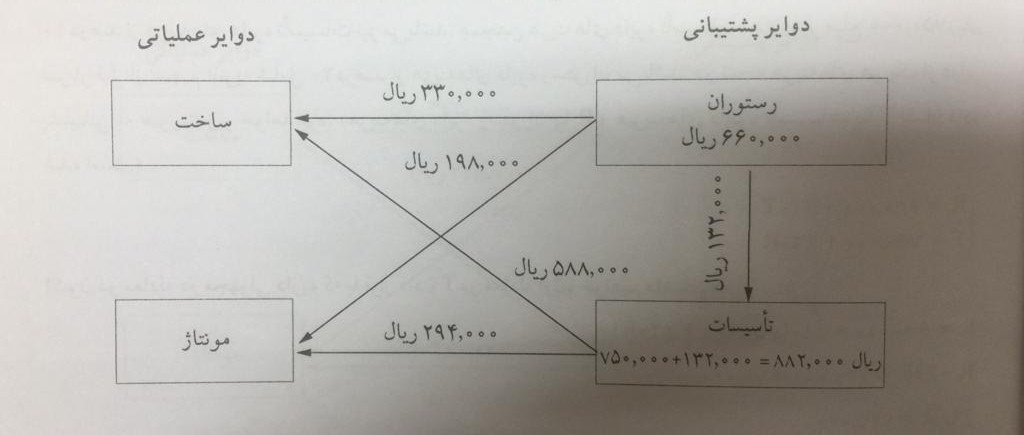 دوایر پشتیبانی
دوایر عملیاتی
رستوران
۶۶۰,۰۰۰ ریال
۳۳۰,۰۰۰ ریال
ساخت
۱۹۸,۰۰۰ ریال
۱۳۲,۰۰۰ ریال
۵۸۸,۰۰۰ ریال
تأسیسات
۷۵۰,۰۰۰+۱۳۲,۰۰۰ = ۸۸۲,۰۰۰ ریال
۲۹۴,۰۰۰ ریال
مونتاژ